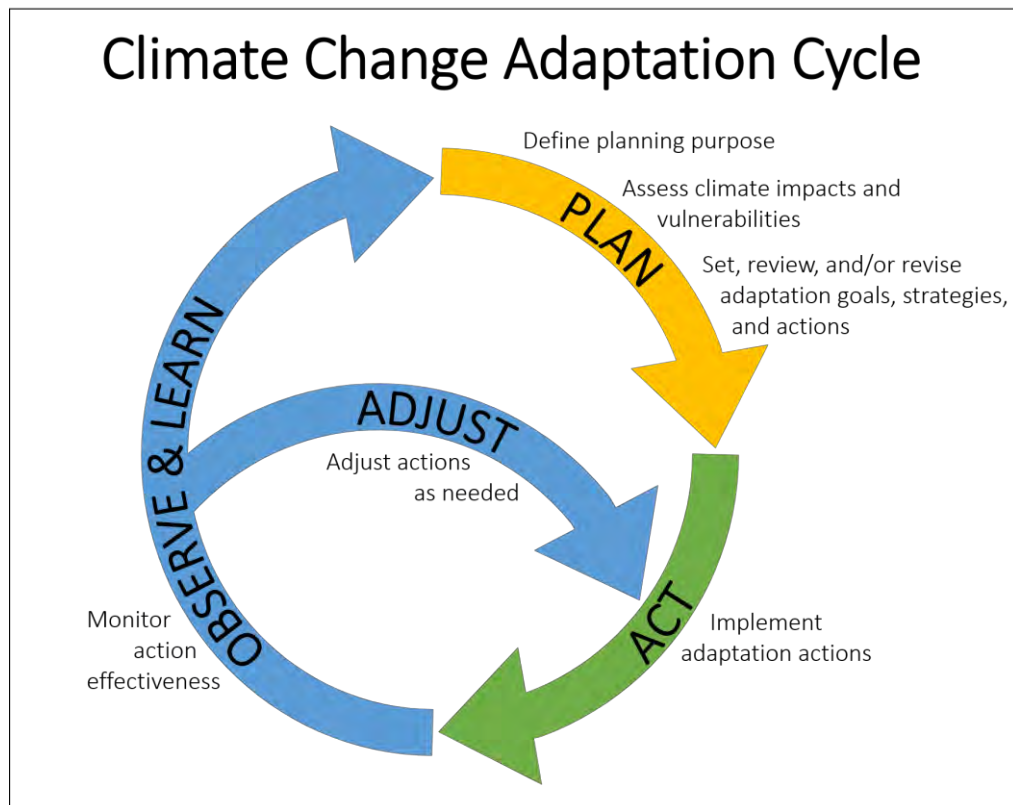 Climate Change Adaptation Cycle
Define planning purpose
PLAN
Assess climate impacts and
vulnerabilities
Set, review, and/or revise
adaptation goals, strategies,
and actions
OBSERVE & LEARN
ADJUST
Adjust actions
as needed
ACT
Implement
adaptation actions
Monitor
action
effectiveness